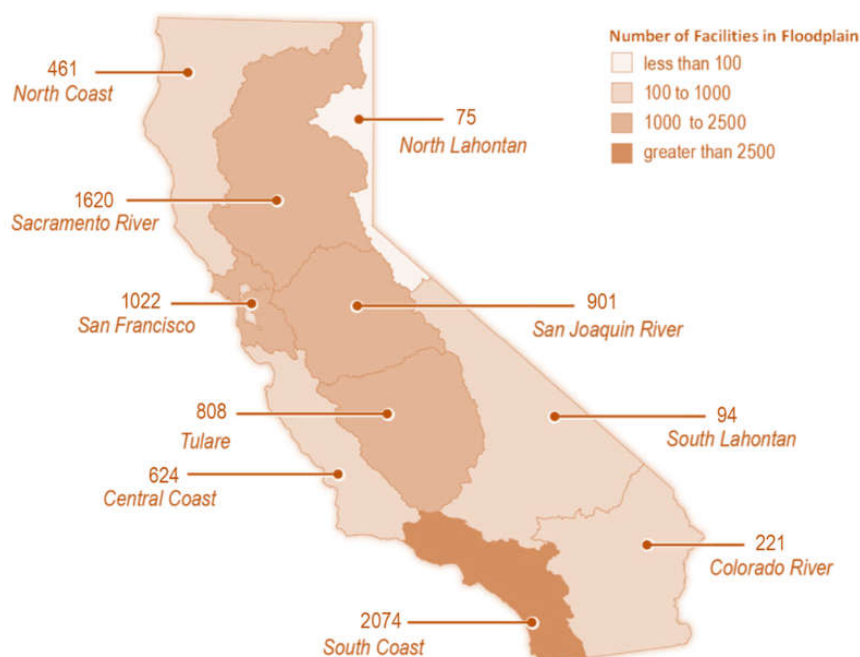 Number of Facilities in Floodplain
less than 100
100 to 1000
1000 to 2500
greater than 2500
461
North Coast
75
North Lahontan
1620
Sacramento River
1022
San Francisco
901
San Joaquin River
808
Tulare
94
South Lahontan
624
Central Coast
221
Colorado River
2074
South Coast